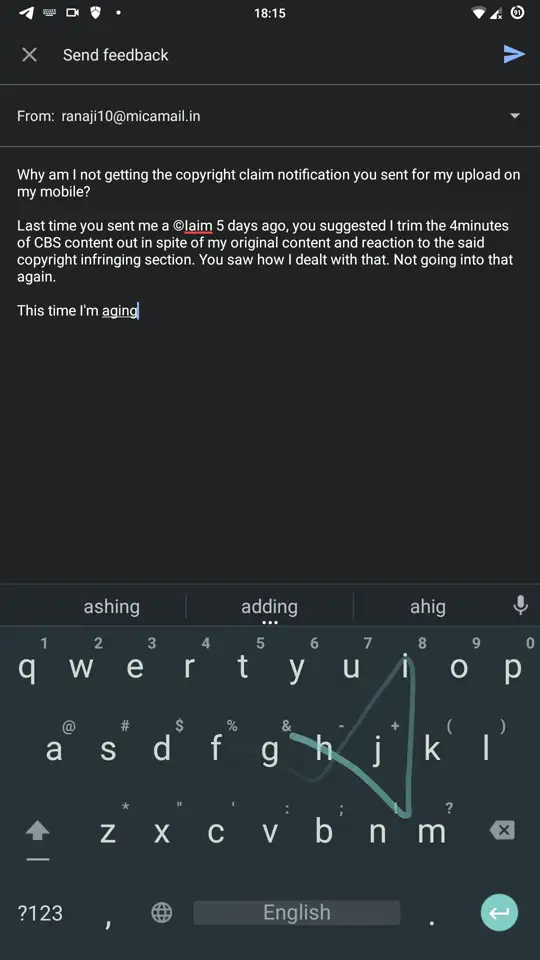 18:15
91
Send feedback
From: ranaji10@micamail.in
Why am I not getting the copyright claim notification you sent for my upload on
my mobile?
Last time you sent me a ©laim 5 days ago, you suggested I trim the 4minutes
of CBS content out in spite of my original content and reaction to the said
copyright infringing section. You saw how I dealt with that. Not going into that
again.
This time I'm aging
ashing adding ahig
1 2 3 4 5 6 7 8 9 0
q w e r t y u i o p
@ # $ % & - + ( )
a s d f g h j k l
* " ' : ; ! ?
z x c v b n m
?123 , English .